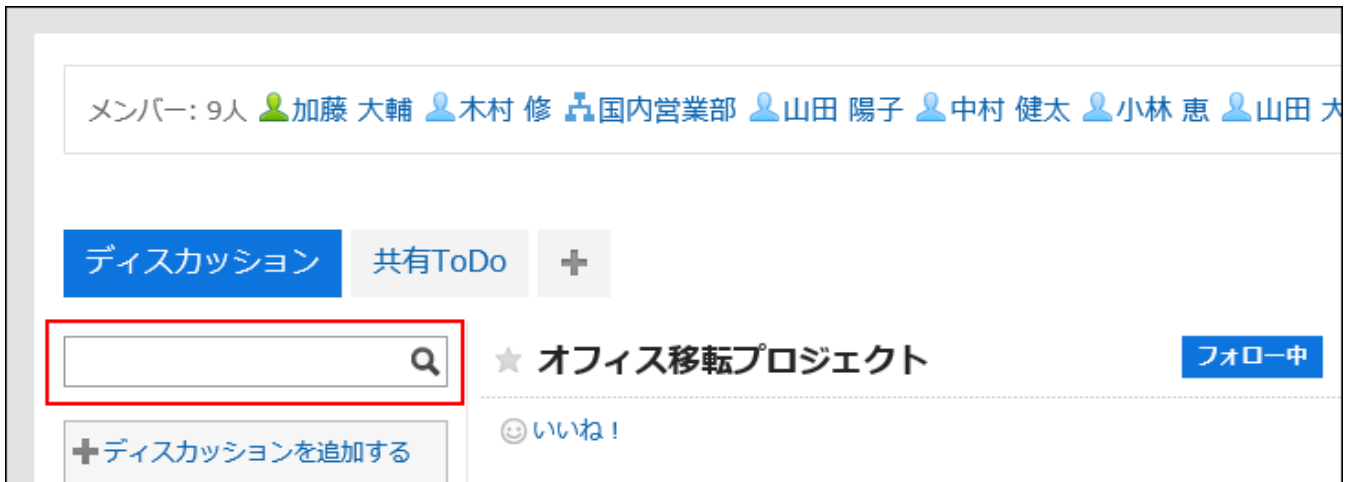 メンバー: 9人 加藤 大輔 木村 修 国内営業部 山田 陽子 中村 健太 小林 恵 山田 大
ディスカッション 共有ToDo
オフィス移転プロジェクト フォロー中
いいね!
ディスカッションを追加する